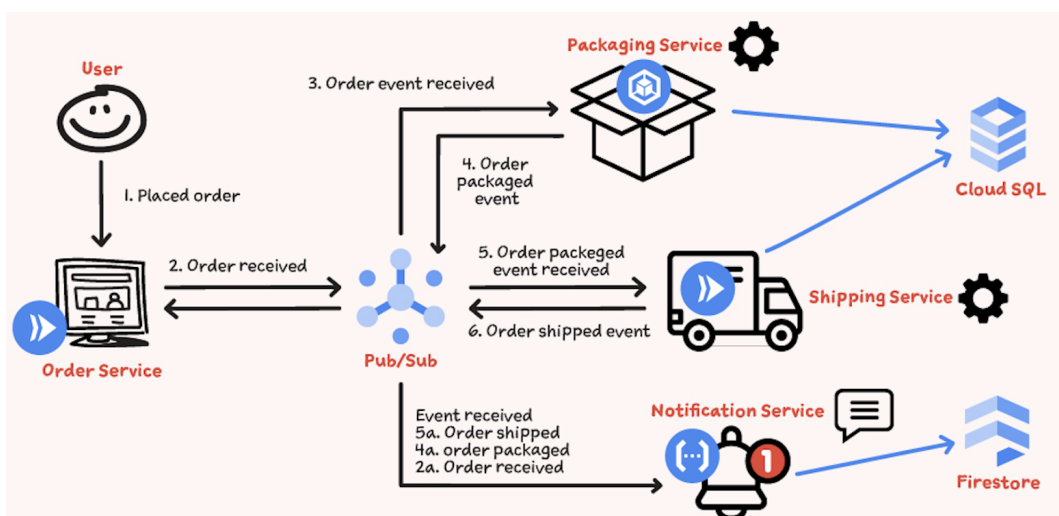 Packaging Service
User
3. Order event received
1. Placed order
4. Order
packaged
event
Cloud SQL
2. Order received
5. Order packeged
event received
Shipping Service
6. Order shipped event
Order Service
Pub/Sub
Event received
5a. Order shipped
4a. order packaged
2a. Order received
Notification Service
1
Firestore